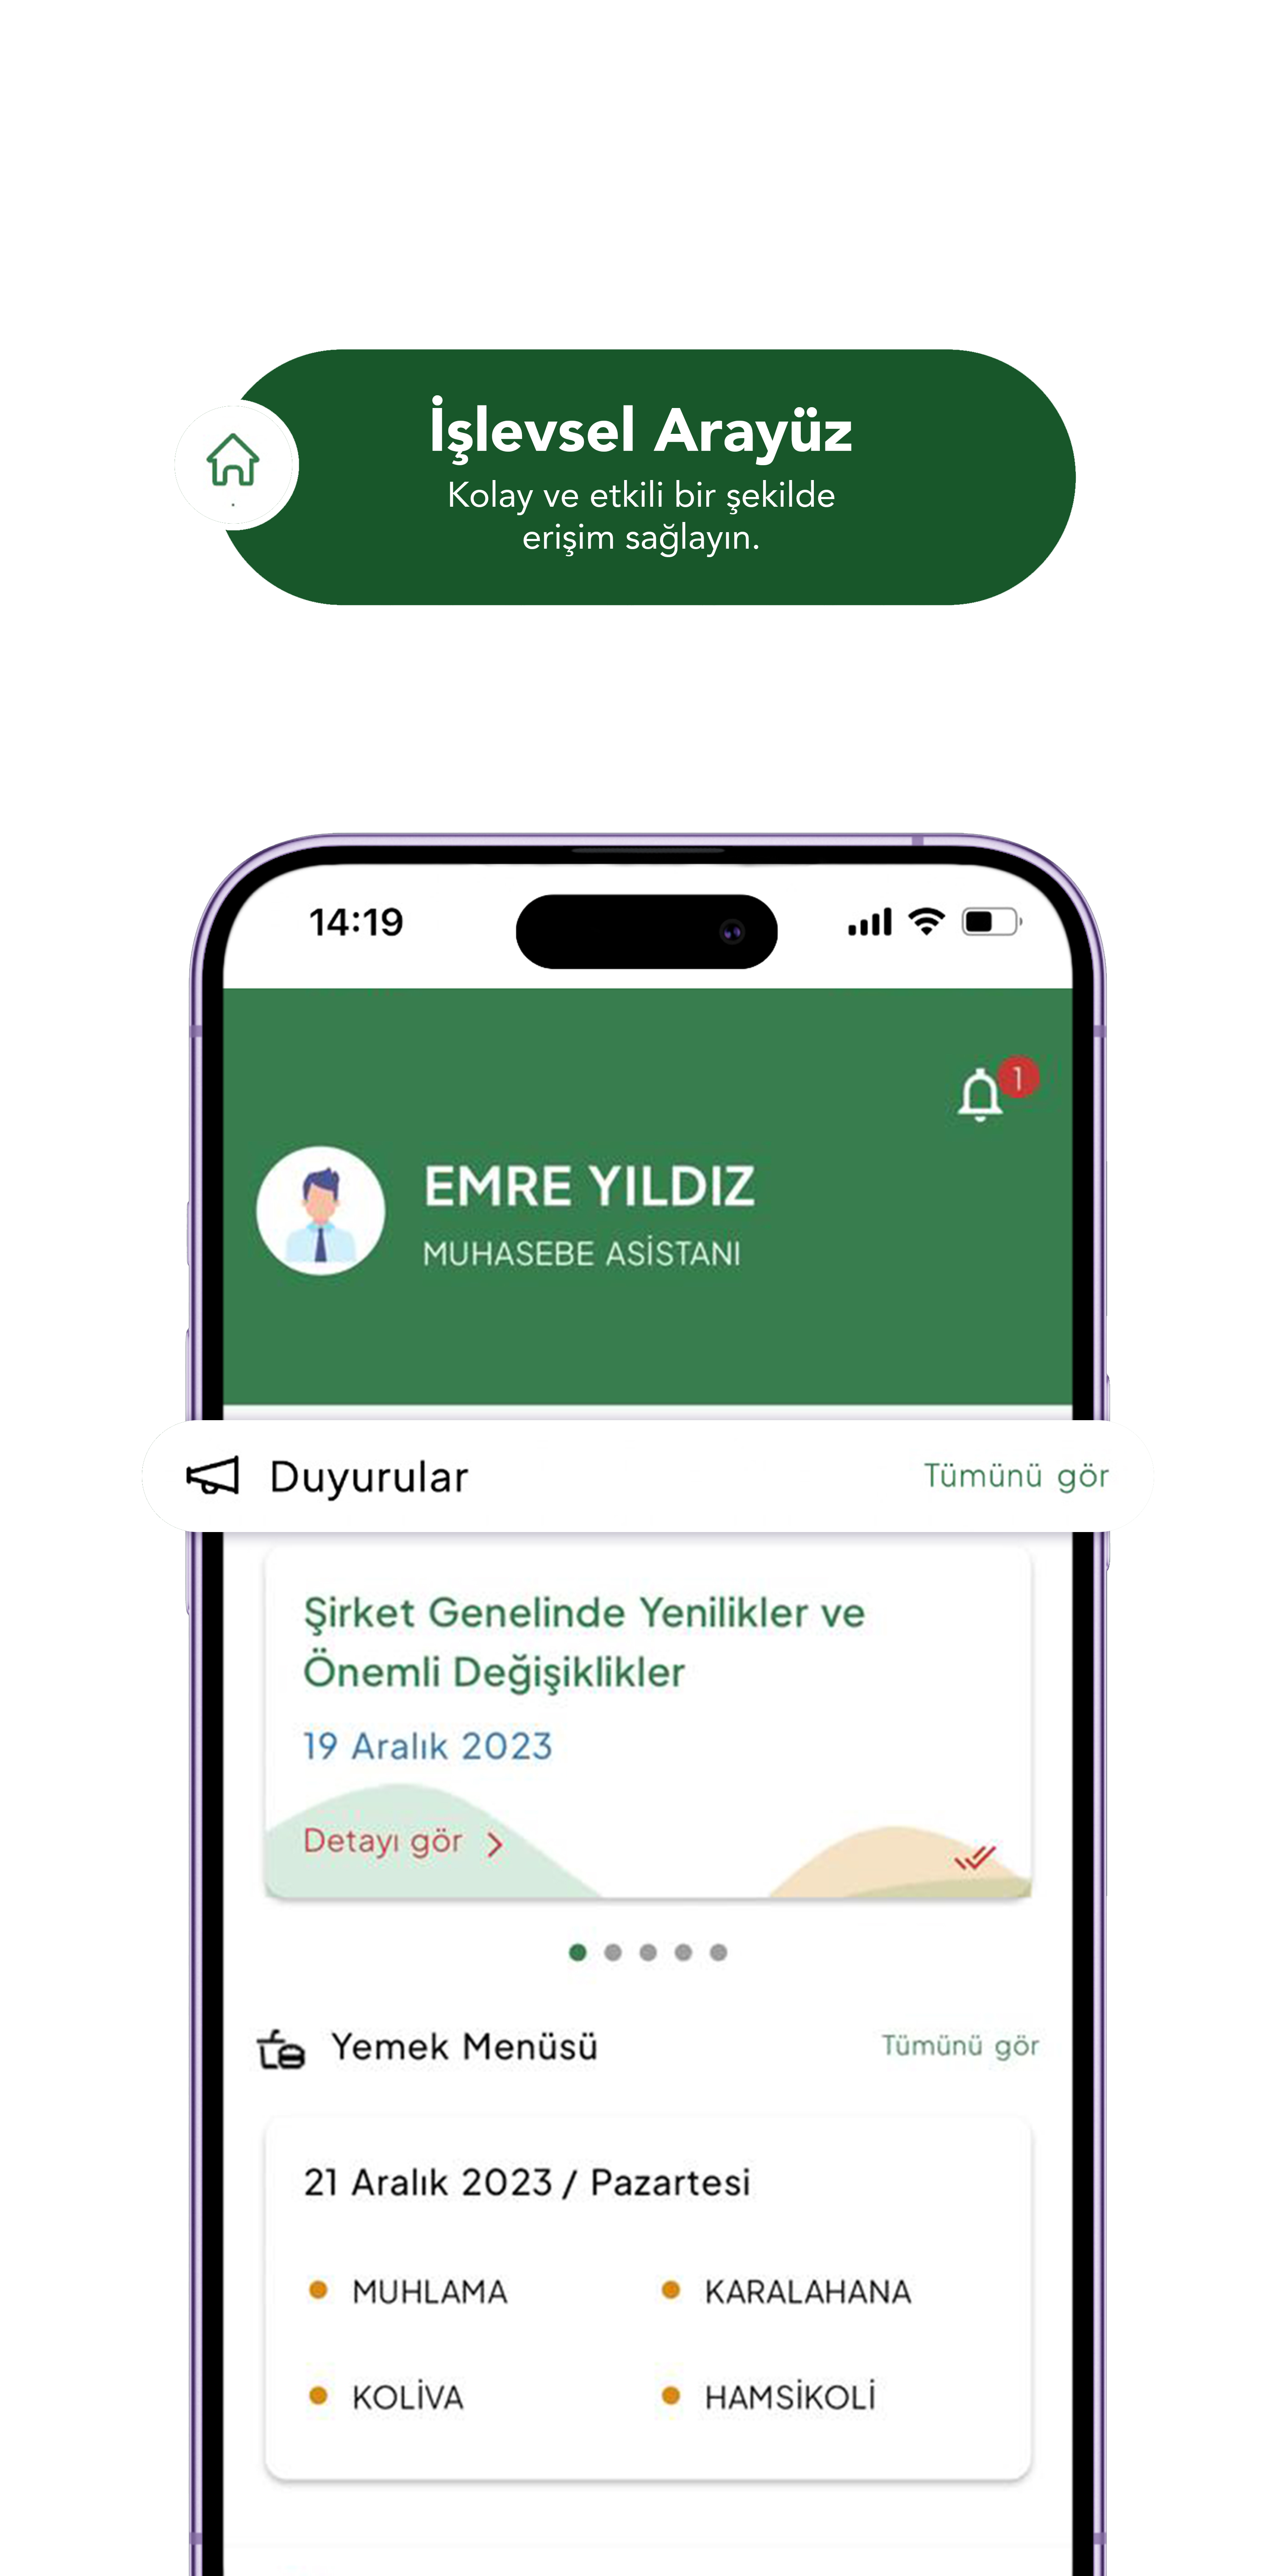 İşlevsel Arayüz
Kolay ve etkili bir şekilde
erişim sağlayın.
14:19
1
EMRE YILDIZ
MUHASEBE ASİSTANI
Duyurular
Tümünü gör
Şirket Genelinde Yenilikler ve
Önemli Değişiklikler
19 Aralık 2023
Detayı gör
Yemek Menüsü
Tümünü gör
21 Aralık 2023 / Pazartesi
MUHLAMA
KARALAHANA
KOLİVA
HAMSİKOLİ